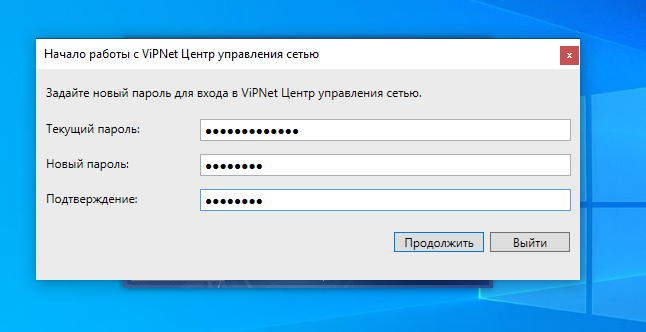 Начало работы с ViPNet Центр управления сетью
x
Задайте новый пароль для входа в ViPNet Центр управления сетью.
Текущий пароль: ●●●●●●●●●●●●●
Новый пароль: ●●●●●●●●
Подтверждение: ●●●●●●●●
Продолжить Выйти